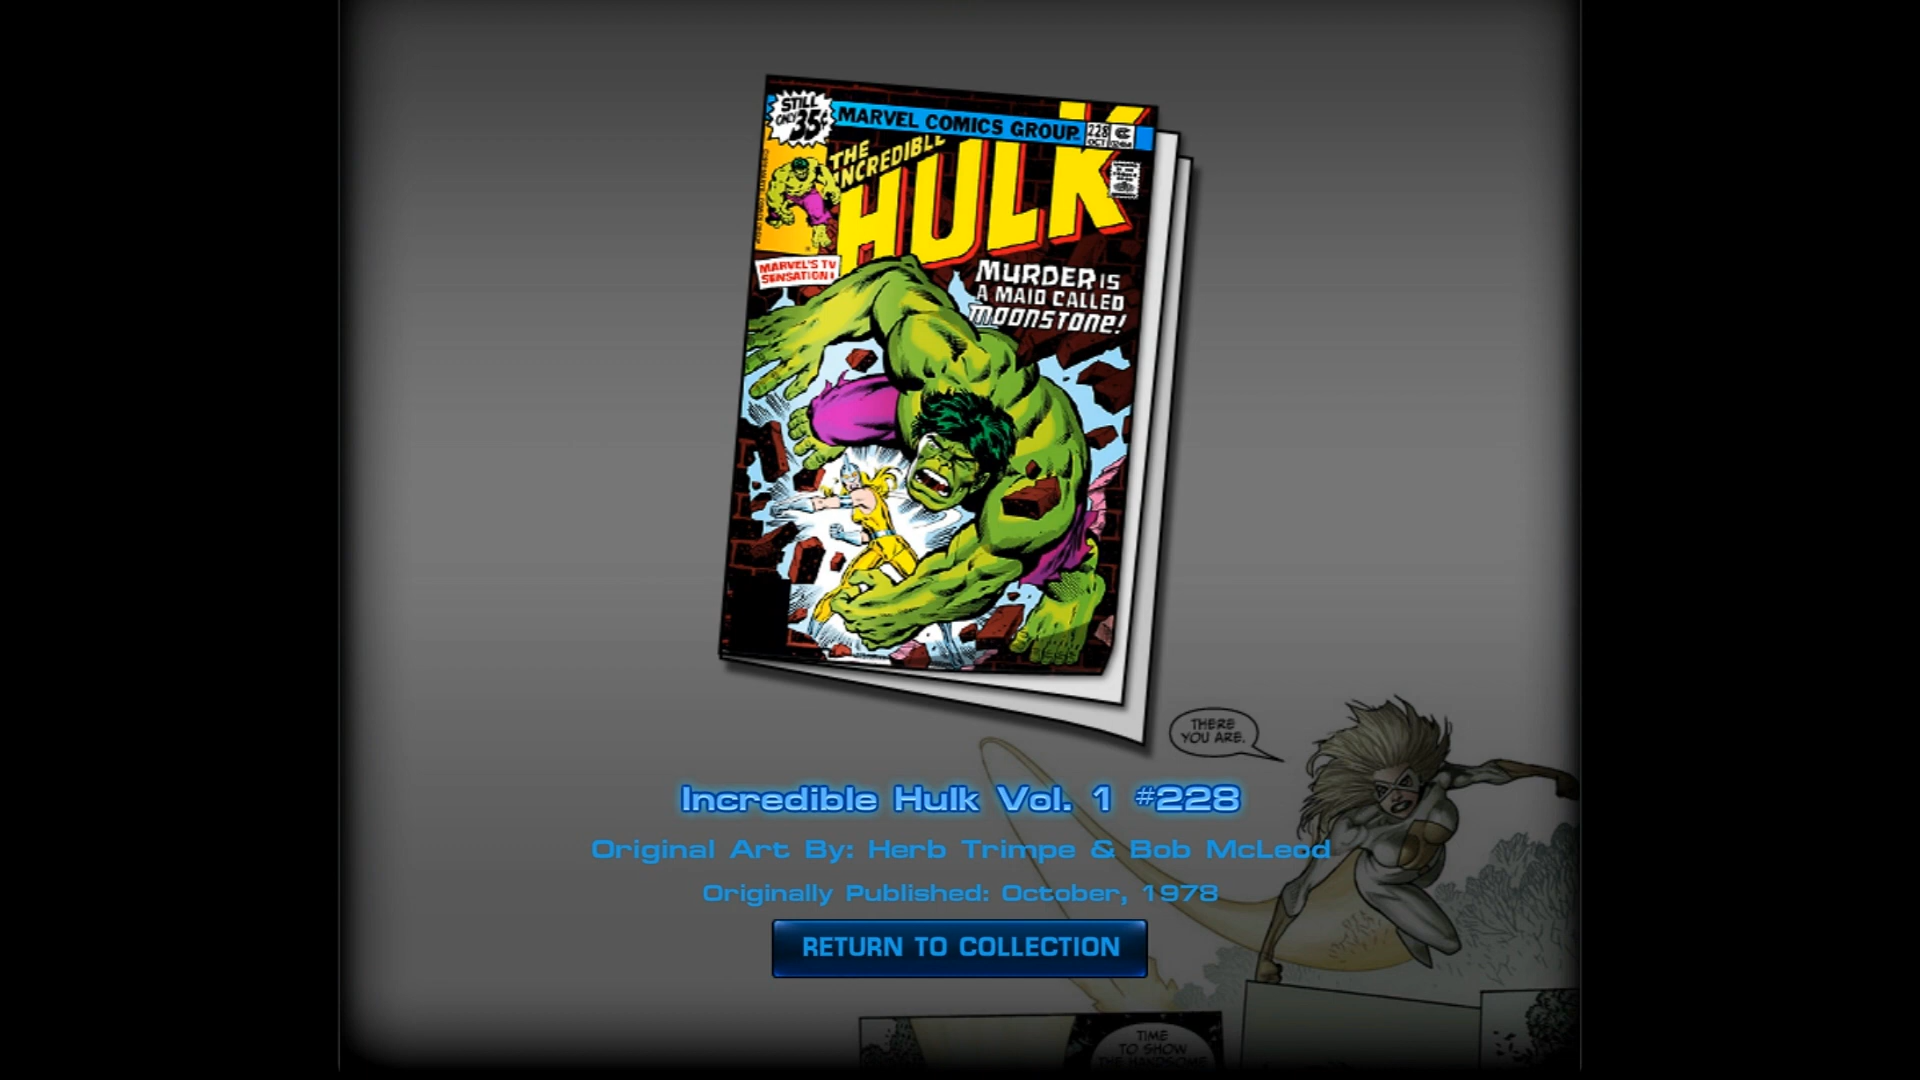 STILL
ONLY 35¢
MARVEL COMICS GROUP
228
OCT
THE
INCREDIBLE
HULK
MARVEL'S TV
SENSATION!
MURDER IS
A MAID CALLED
MOONSTONE!
THERE
YOU ARE.
Incredible Hulk Vol. 1 #228
Original Art By: Herb Trimpe & Bob McLeod
Originally Published: October, 1978
RETURN TO COLLECTION
TIME
TO SHOW
THE HANDSOME